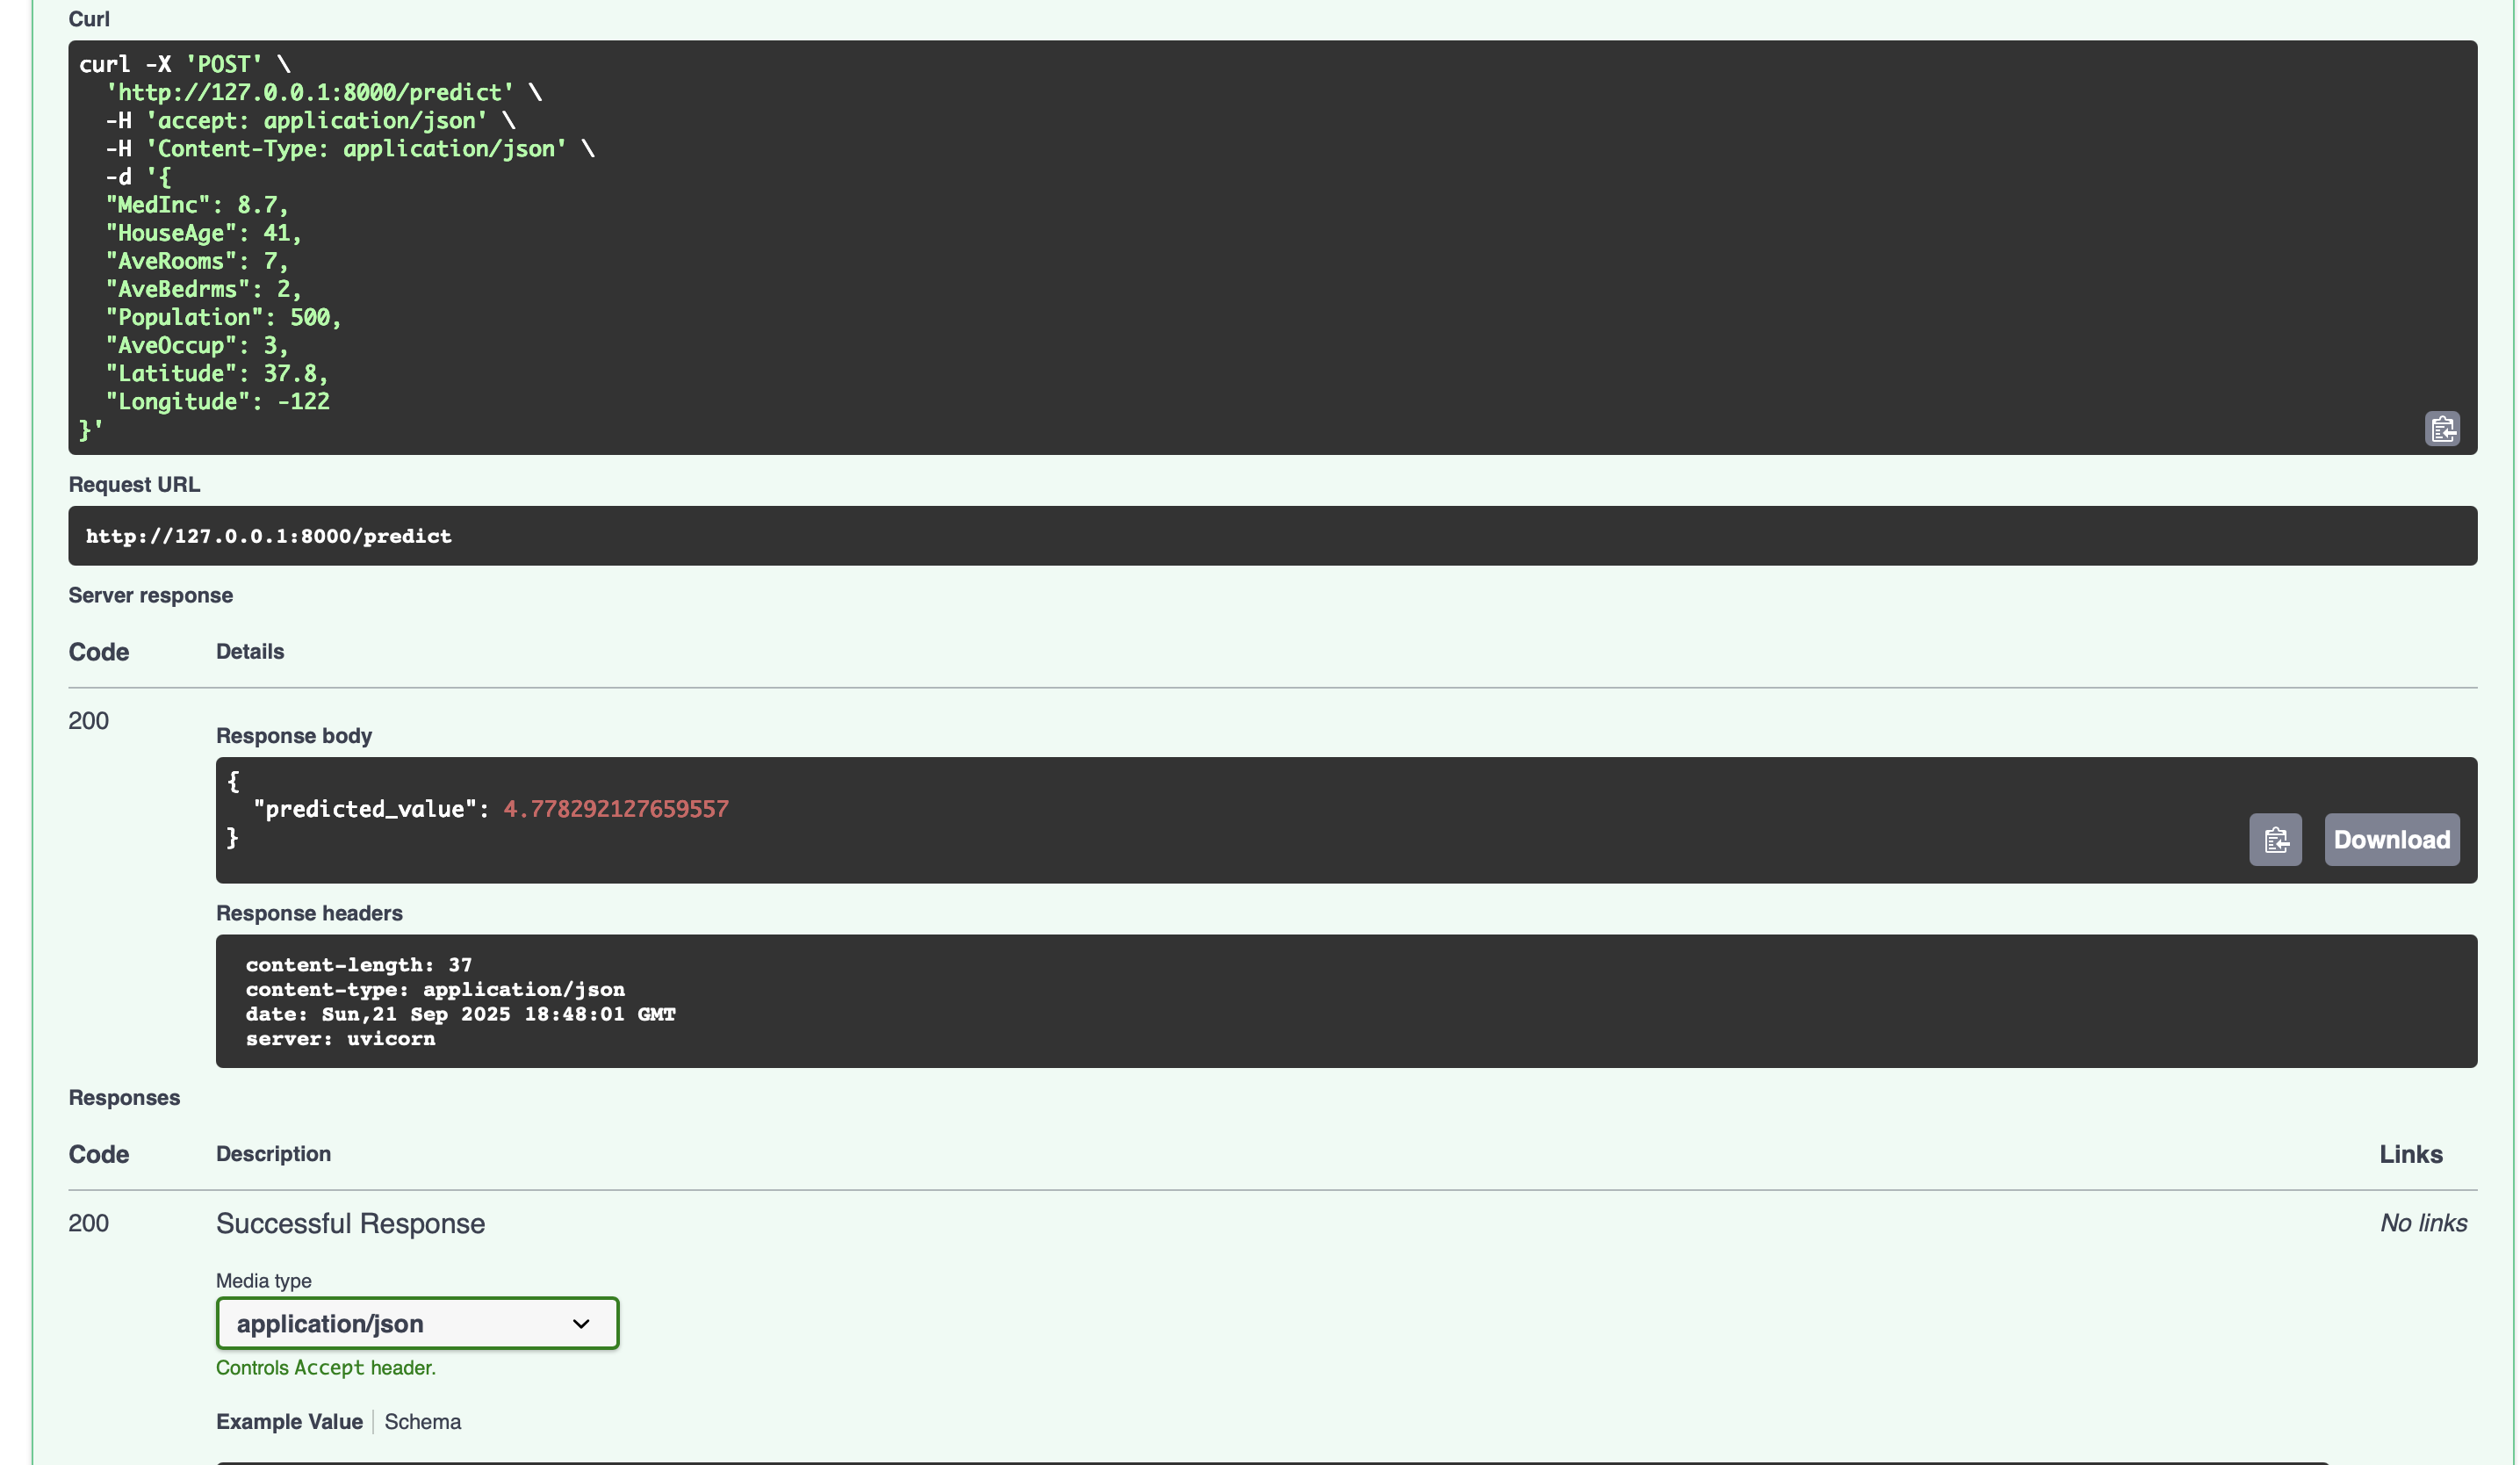 Curl
curl -X 'POST' \
  'http://127.0.0.1:8000/predict' \
  -H 'accept: application/json' \
  -H 'Content-Type: application/json' \
  -d '{
  "MedInc": 8.7,
  "HouseAge": 41,
  "AveRooms": 7,
  "AveBedrms": 2,
  "Population": 500,
  "AveOccup": 3,
  "Latitude": 37.8,
  "Longitude": -122
}'
Request URL
http://127.0.0.1:8000/predict
Server response
Code Details
200
Response body
{
  "predicted_value": 4.778292127659557
}
Download
Response headers
content-length: 37
content-type: application/json
date: Sun,21 Sep 2025 18:48:01 GMT
server: uvicorn
Responses
Code Description Links
200 Successful Response No links
Media type
application/json
Controls Accept header.
Example Value Schema